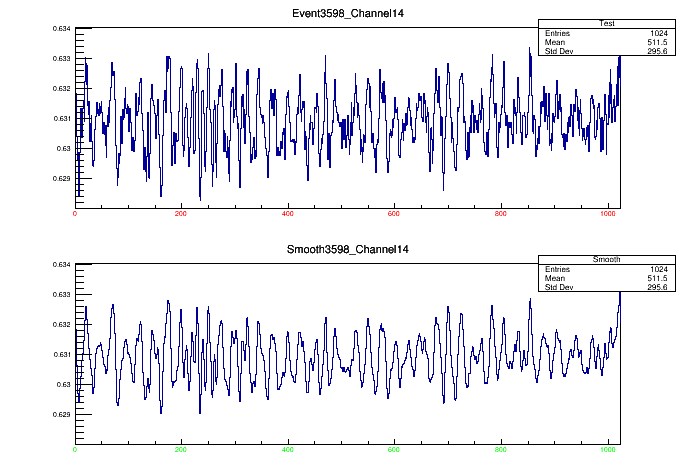 Event3598_Channel14
Test
Entries 1024
Mean 511.5
Std Dev 295.6
0.634
0.633
0.632
0.631
0.63
0.629
0 200 400 600 800 1000
Smooth3598_Channel14
Smooth
Entries 1024
Mean 511.5
Std Dev 295.6
0.634
0.633
0.632
0.631
0.63
0.629
0 200 400 600 800 1000